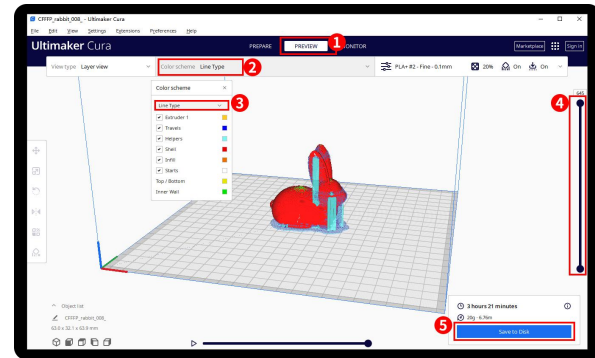 CFFFP_rabbit_008_ - Ultimaker Cura
File Edit View Settings Extensions Preferences Help
Ultimaker Cura PREPARE PREVIEW MONITOR Marketplace Sign in
1
View type Layer view Color scheme Line Type PLA+ #2 - Fine - 0.1mm 20% On On
2
Color scheme
Line Type
3
Extruder 1
Travels
Helpers
Shell
Infill
Starts
Top / Bottom
Inner Wall
645
4
Object list
CFFFP_rabbit_008_
63.0 x 52.1 x 63.9 mm
3 hours 21 minutes
20g · 6.76m
5
Save to Disk